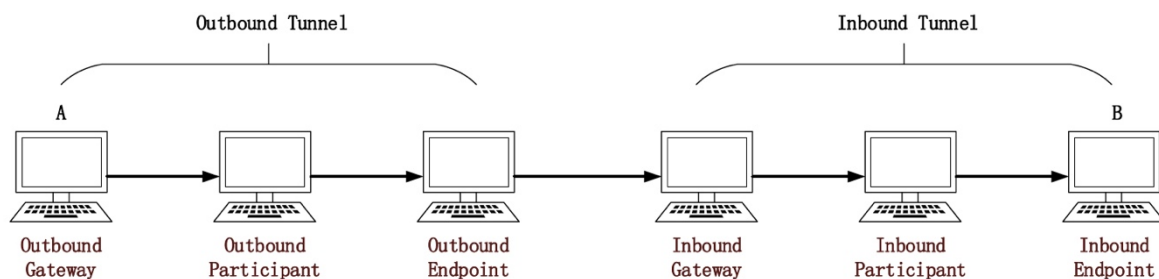 Outbound Tunnel
Inbound Tunnel
A
B
Outbound Gateway
Outbound Participant
Outbound Endpoint
Inbound Gateway
Inbound Participant
Inbound Endpoint